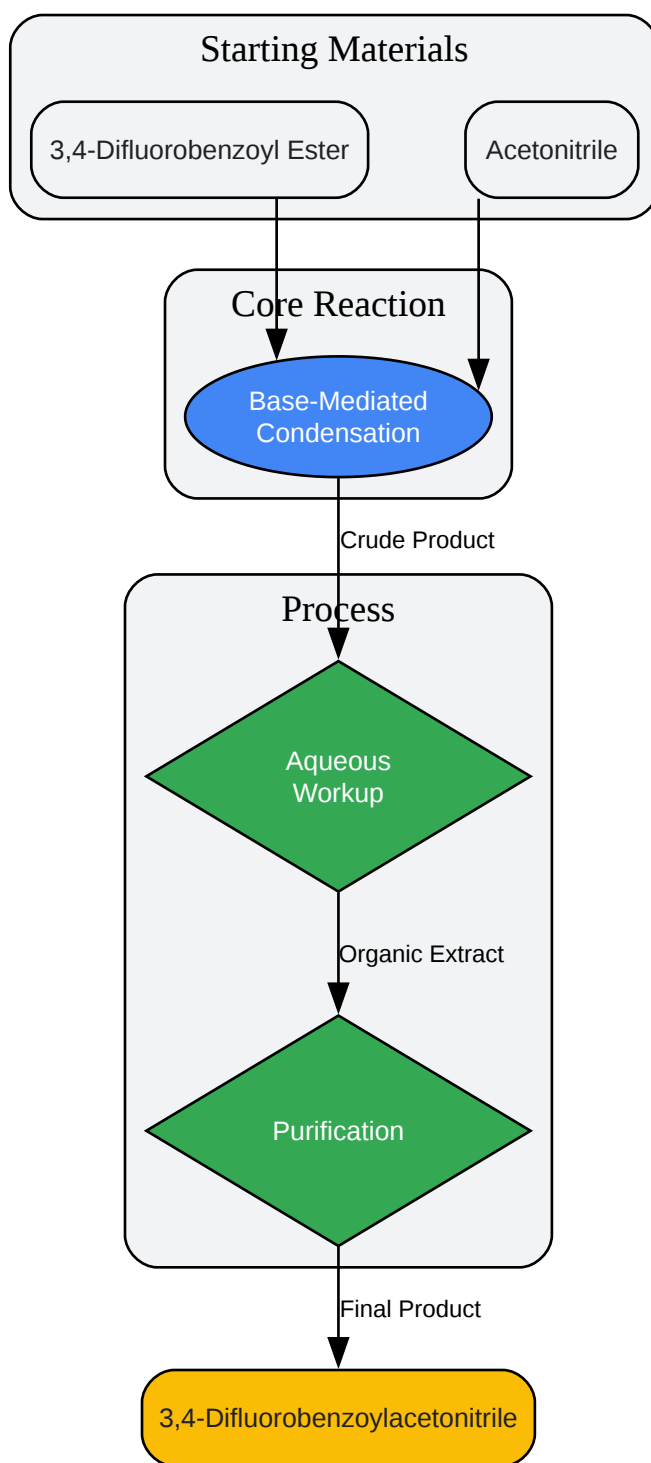 Starting Materials
3,4-Difluorobenzoyl Ester
Acetonitrile
Core Reaction
Base-Mediated
Condensation
Crude Product
Process
Aqueous
Workup
Organic Extract
Purification
Final Product
3,4-Difluorobenzoylacetonitrile